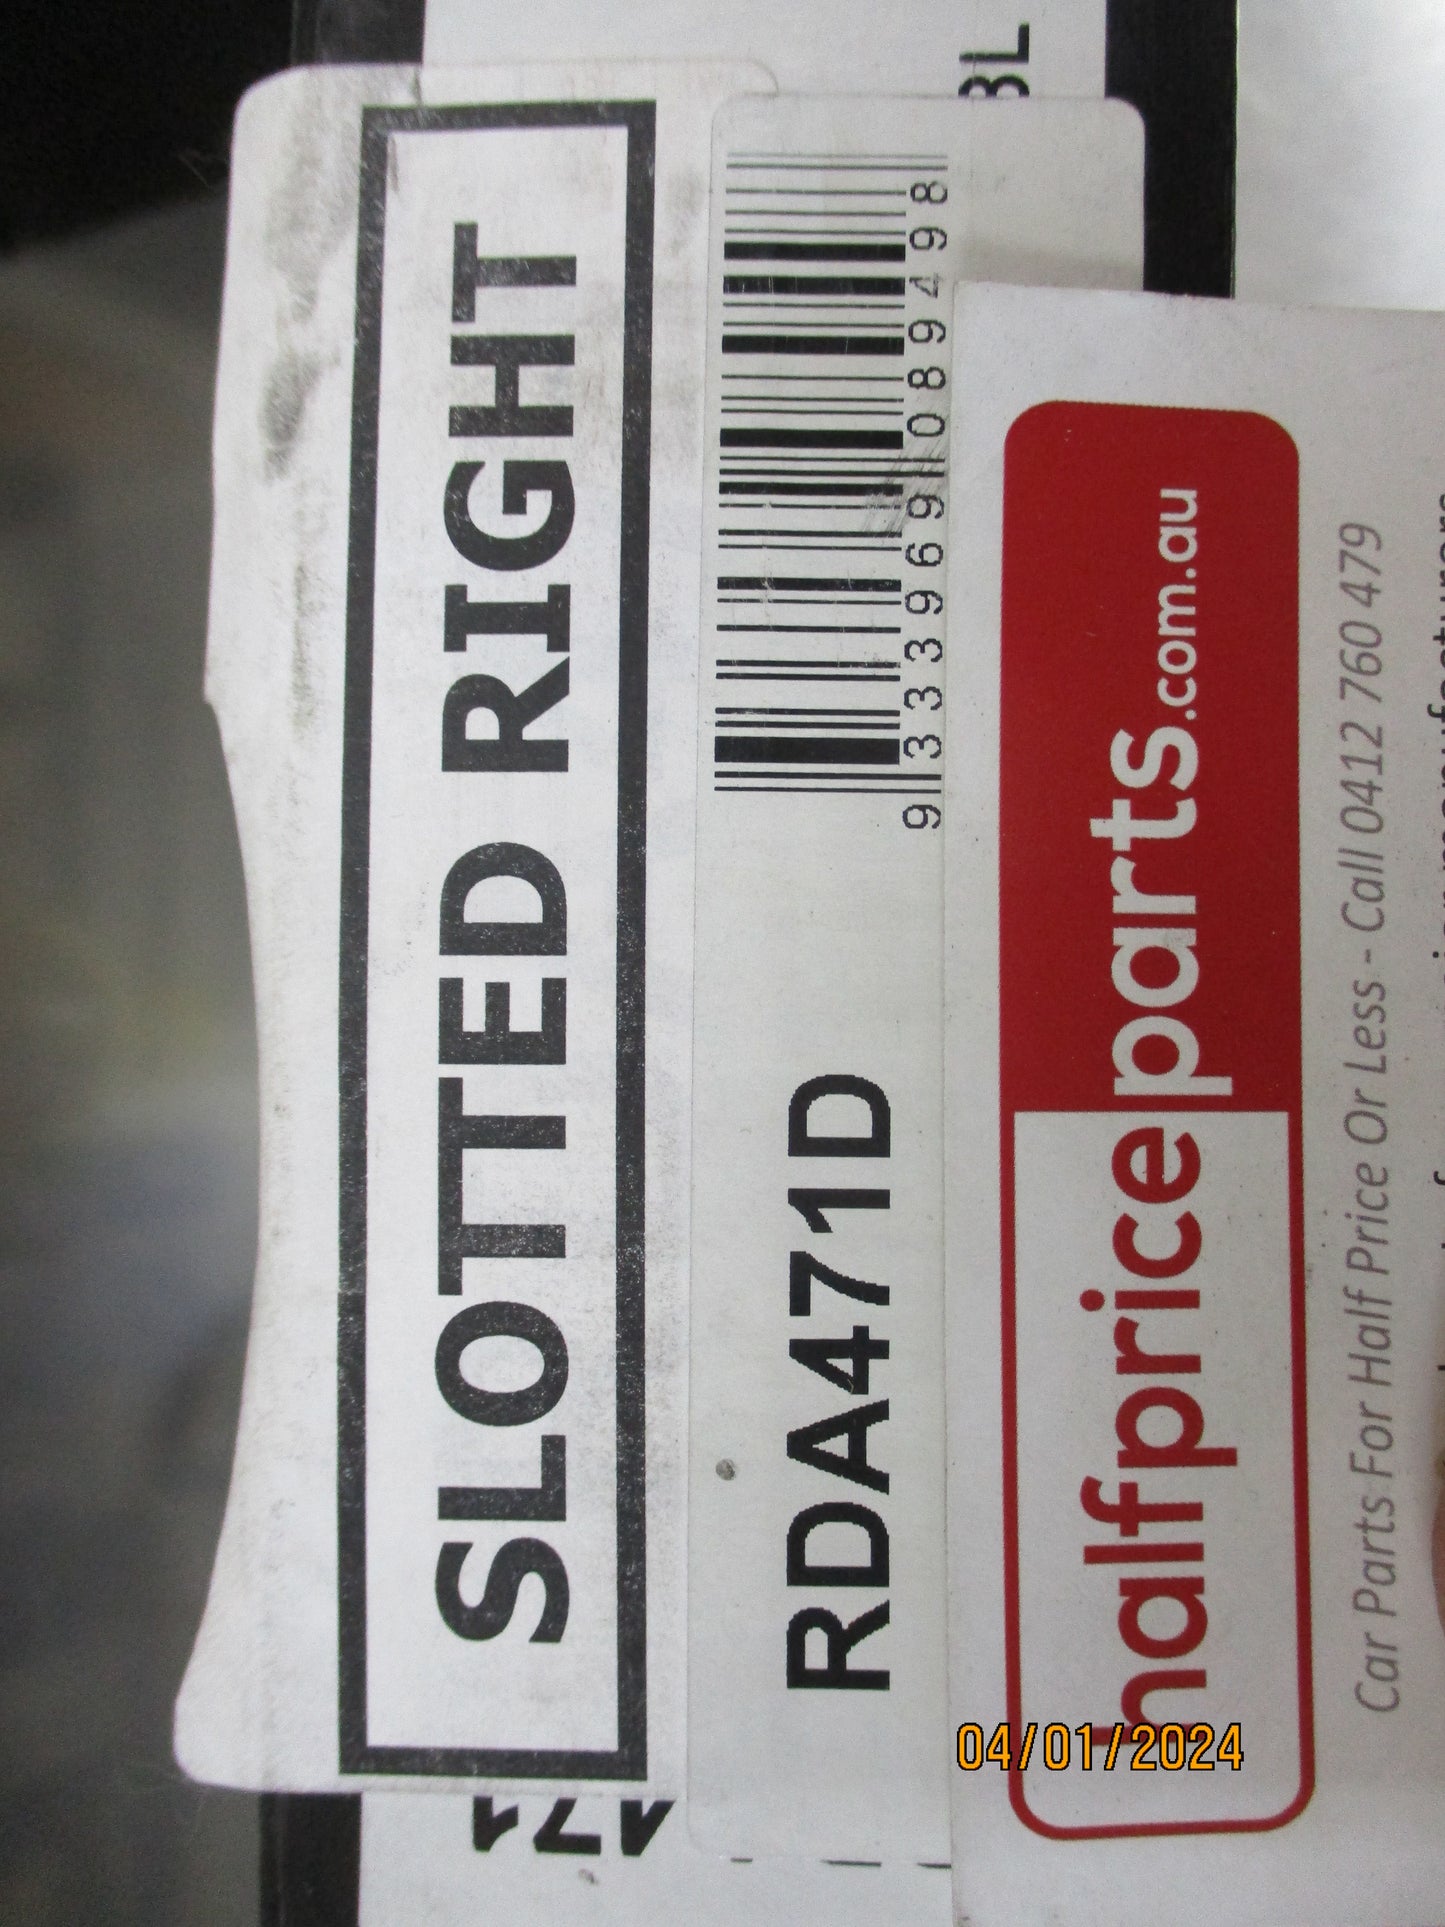 SLOTTED RIGHT
RDA471D
9 333969 089498
halfpriceparts.com.au
Car Parts For Half Price Or Less - Call 0412 760 479
04/01/2024